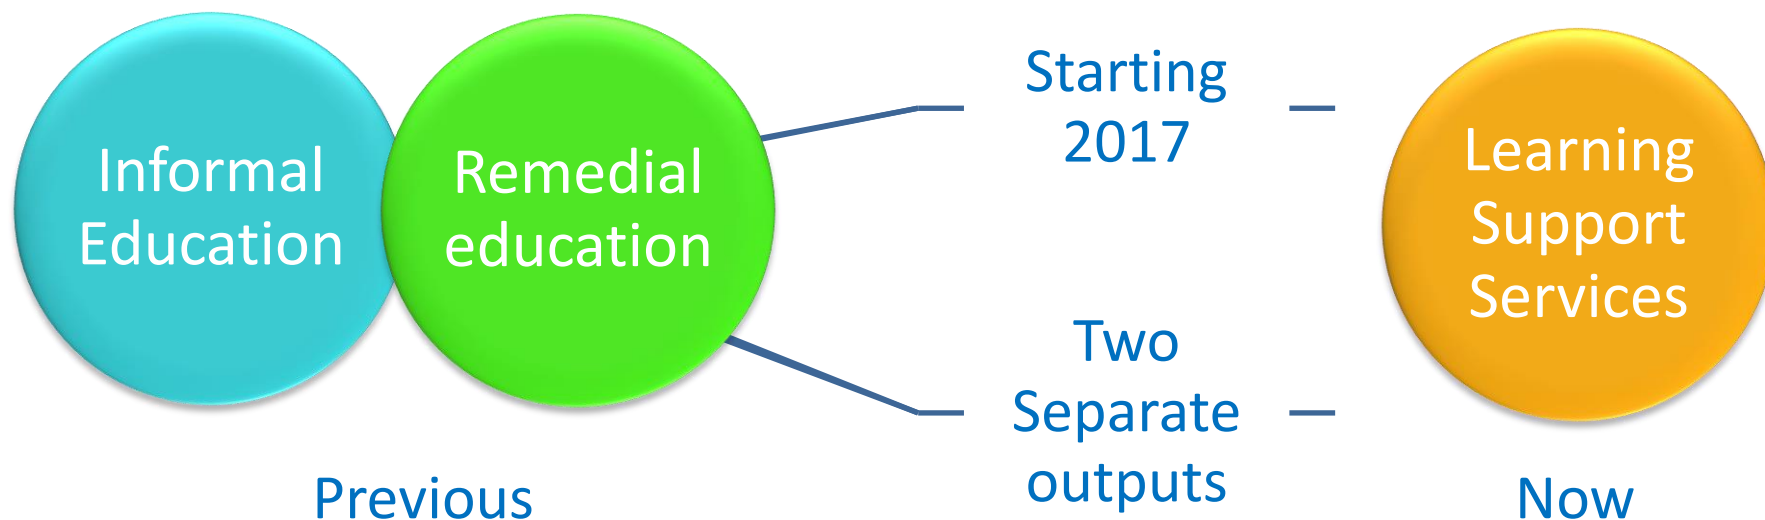 Informal
Education
Remedial
education
Starting
2017
Two
Separate
outputs
Learning
Support
Services
Previous
Now